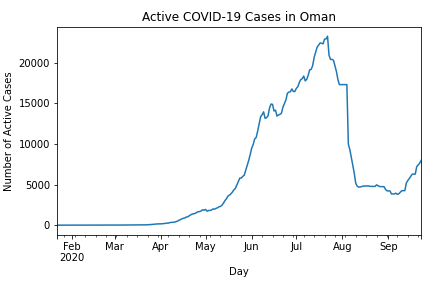 Active COVID-19 Cases in Oman
Number of Active Cases
20000
15000
10000
5000
0
Feb Mar Apr May Jun Jul Aug Sep
2020
Day